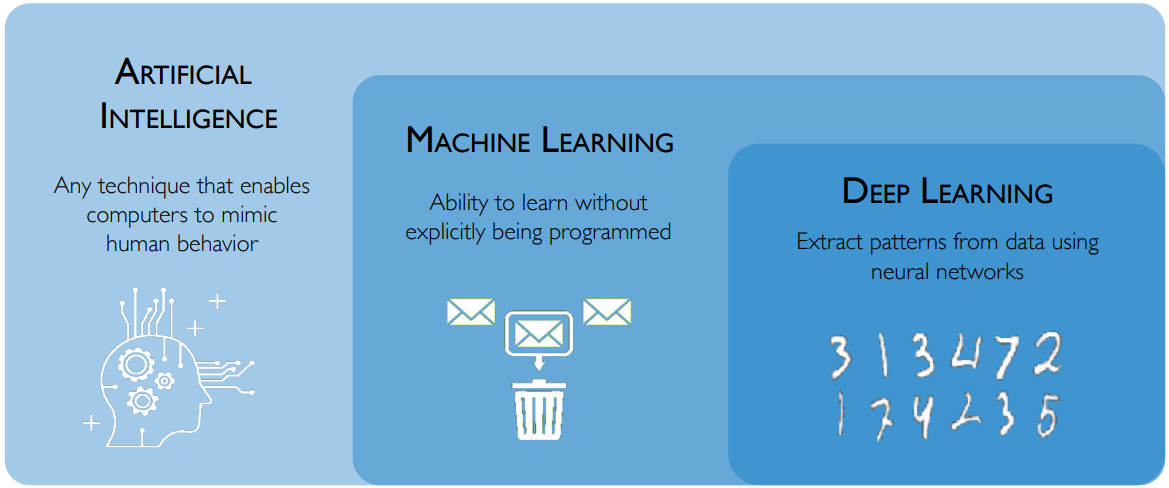 ARTIFICIAL
INTELLIGENCE
Any technique that enables
computers to mimic
human behavior
MACHINE LEARNING
Ability to learn without
explicitly being programmed
DEEP LEARNING
Extract patterns from data using
neural networks
3 1 3 4 7 2
1 7 4 2 3 5